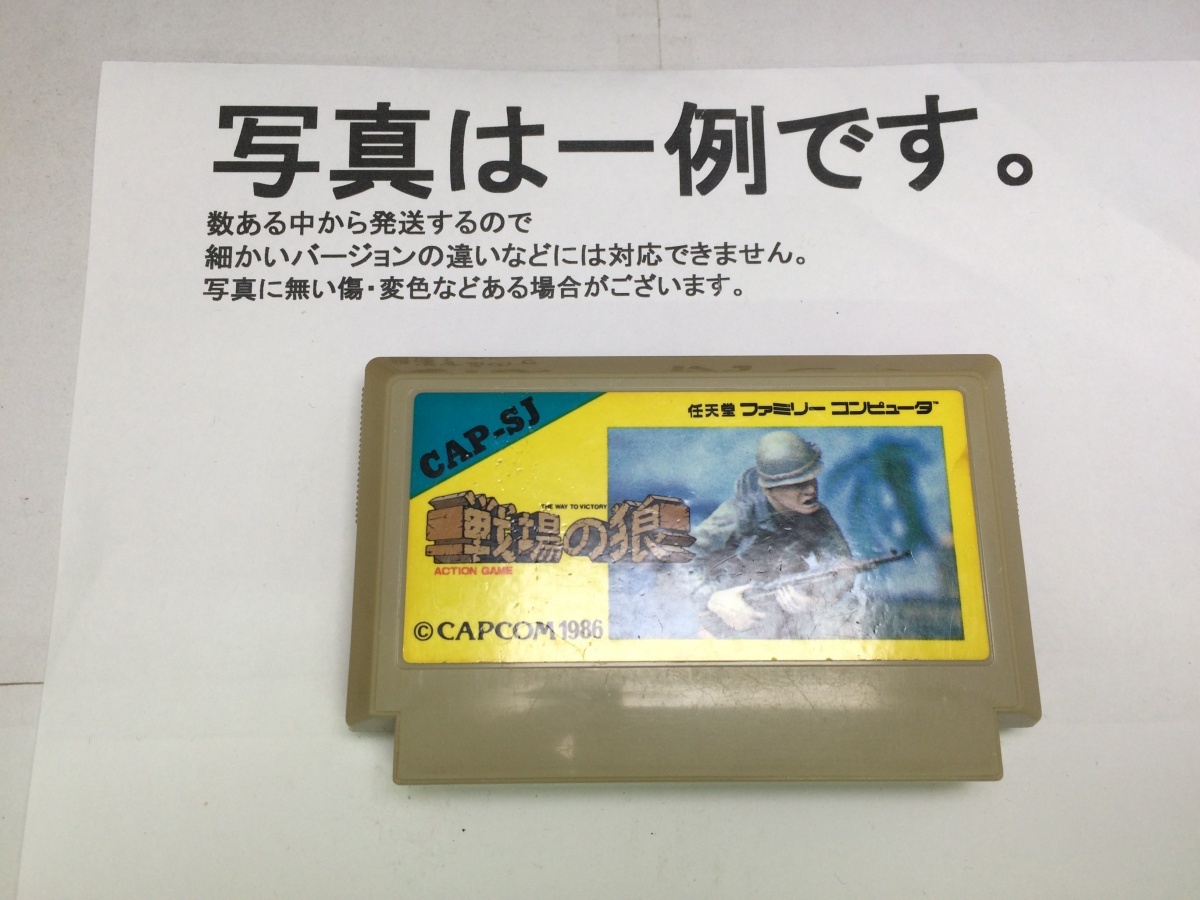 写真は一例です。
数ある中から発送するので
細かいバージョンの違いなどには対応できません。
写真に無い傷・変色などある場合がございます。
CAP-SJ
任天堂 ファミリー コンピュータ™
THE WAY TO VICTORY
戦場の狼
ACTION GAME
©CAPCOM 1986